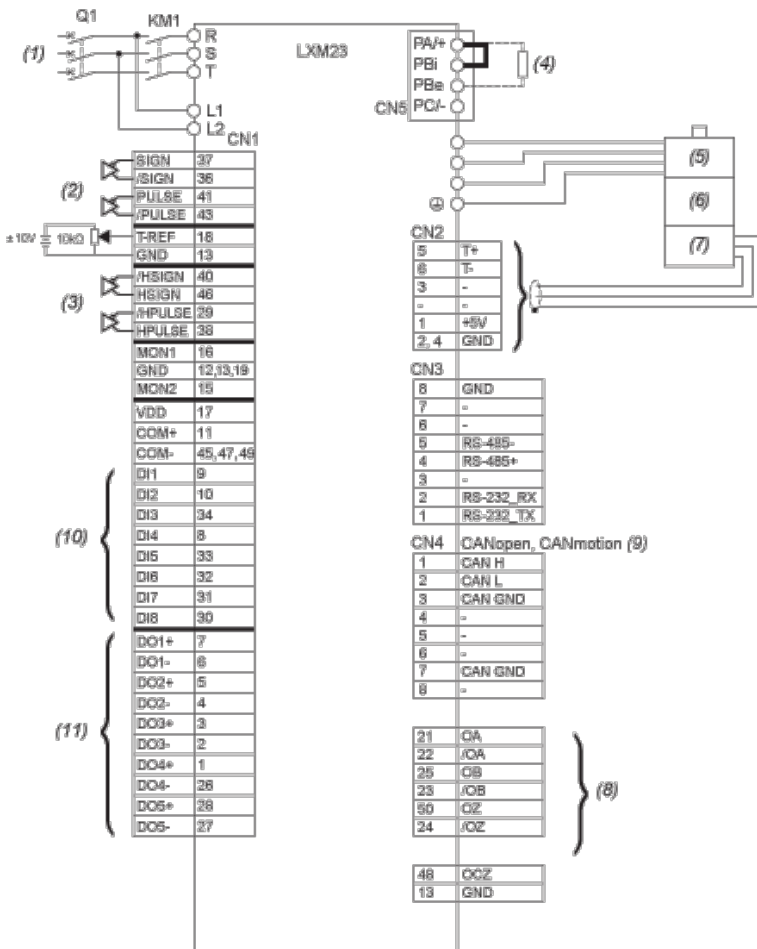 Q1
KM1
(1)
R
S
T
L1
L2
LXM23
PA/+
PBi
PBe
CN5 PC/-
(4)
CN1
SIGN 37
/SIGN 36
PULSE 41
/PULSE 43
(2)
±10V
10kΩ
T-REF 18
GND 13
/HSIGN 40
HSIGN 46
/HPULSE 29
HPULSE 38
(3)
MON1 16
GND 12,13,19
MON2 15
VDD 17
COM+ 11
COM- 45,47,49
DI1 9
DI2 10
DI3 34
DI4 8
DI5 33
DI6 32
DI7 31
DI8 30
(10)
DO1+ 7
DO1- 6
DO2+ 5
DO2- 4
DO3+ 3
DO3- 2
DO4+ 1
DO4- 26
DO5+ 28
DO5- 27
(11)
(5)
(6)
(7)
CN2
5 T+
6 T-
3 -
- -
1 +5V
2, 4 GND
CN3
8 GND
7 -
6 -
5 RS-485-
4 RS-485+
3 -
2 RS-232_RX
1 RS-232_TX
CN4 CANopen, CANmotion (9)
1 CAN H
2 CAN L
3 CAN GND
4 -
5 -
6 -
7 CAN GND
8 -
21 OA
22 /OA
25 OB
23 /OB
50 OZ
24 /OZ
(8)
48 OCZ
13 GND